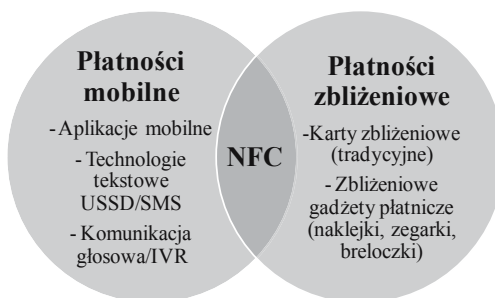 Płatności
mobilne
-Aplikacje mobilne
- Technologie
tekstowe
USSD/SMS
- Komunikacja
głosowa/IVR
NFC
Płatności
zbliżeniowe
-Karty zbliżeniowe
(tradycyjne)
- Zbliżeniowe
gadżety płatnicze
(naklejki, zegarki,
breloczki)